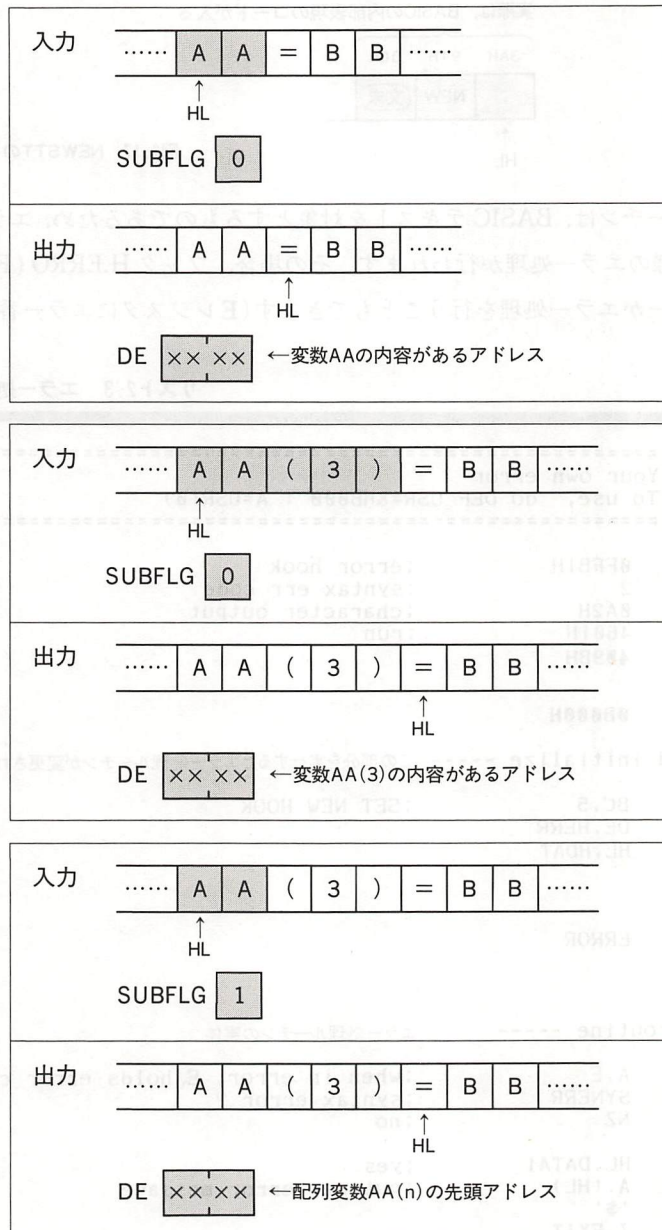 入力 …… A A = B B ……
↑
HL
SUBFLG 0
出力 …… A A = B B ……
↑
HL
DE ×× ×× ←変数AAの内容があるアドレス
入力 …… A A ( 3 ) = B B ……
↑
HL
SUBFLG 0
出力 …… A A ( 3 ) = B B ……
↑
HL
DE ×× ×× ←変数AA(3)の内容があるアドレス
入力 …… A A ( 3 ) = B B ……
↑
HL
SUBFLG 1
出力 …… A A ( 3 ) = B B ……
↑
HL
DE ×× ×× ←配列変数AA(n)の先頭アドレス